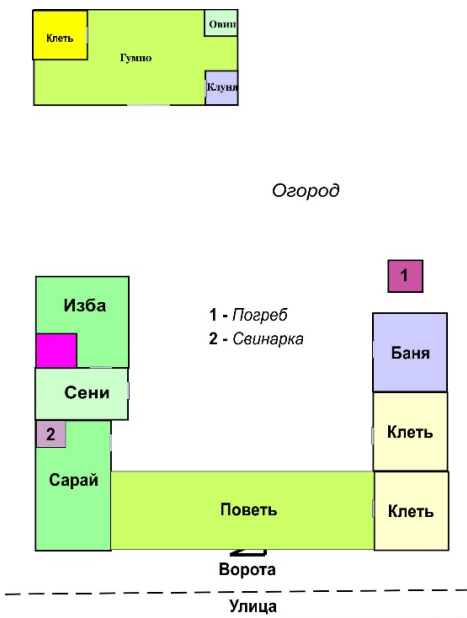 Овин
Клеть
Гумно
Клуня
Огород
1
Изба
1 - Погреб
2 - Свинарка
Баня
Сени
2
Клеть
Сарай
Поветь
Клеть
Ворота
Улица